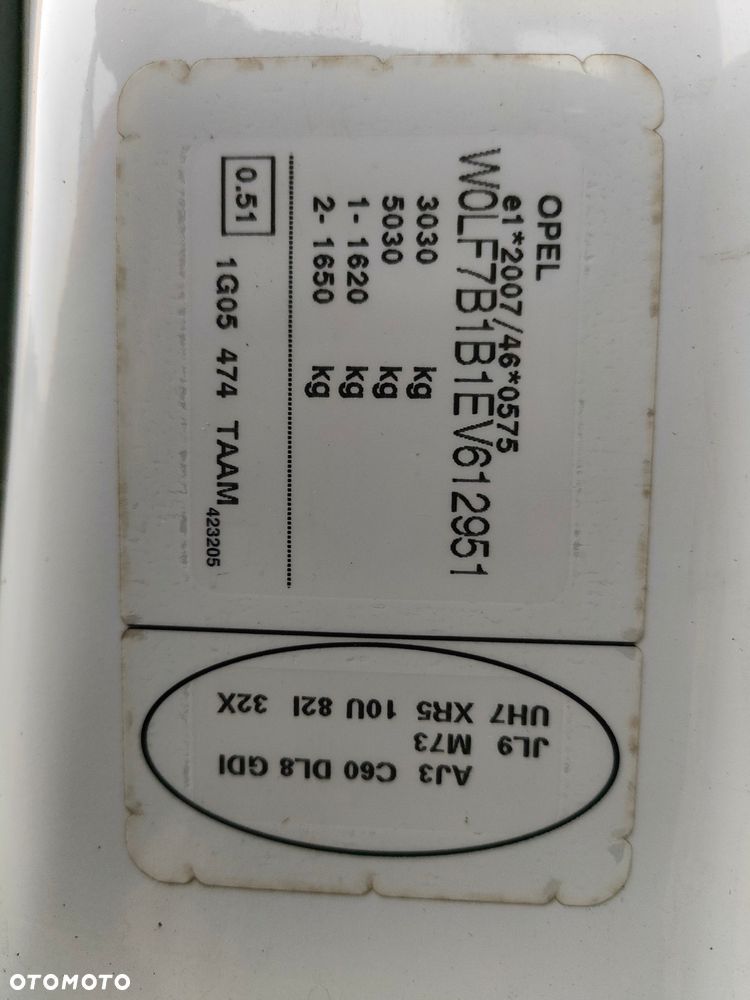 OPEL
e1*2007/46*0575
W0LF7B1B1EV612951
3030 kg
5030 kg
1- 1620 kg
2- 1650 kg
0.51 1G05 474 TAAM 423205
AJ3 C60 DL8 GDI
JL9 M73
UH7 XR5 10U 82I 32X
OTOMOTO